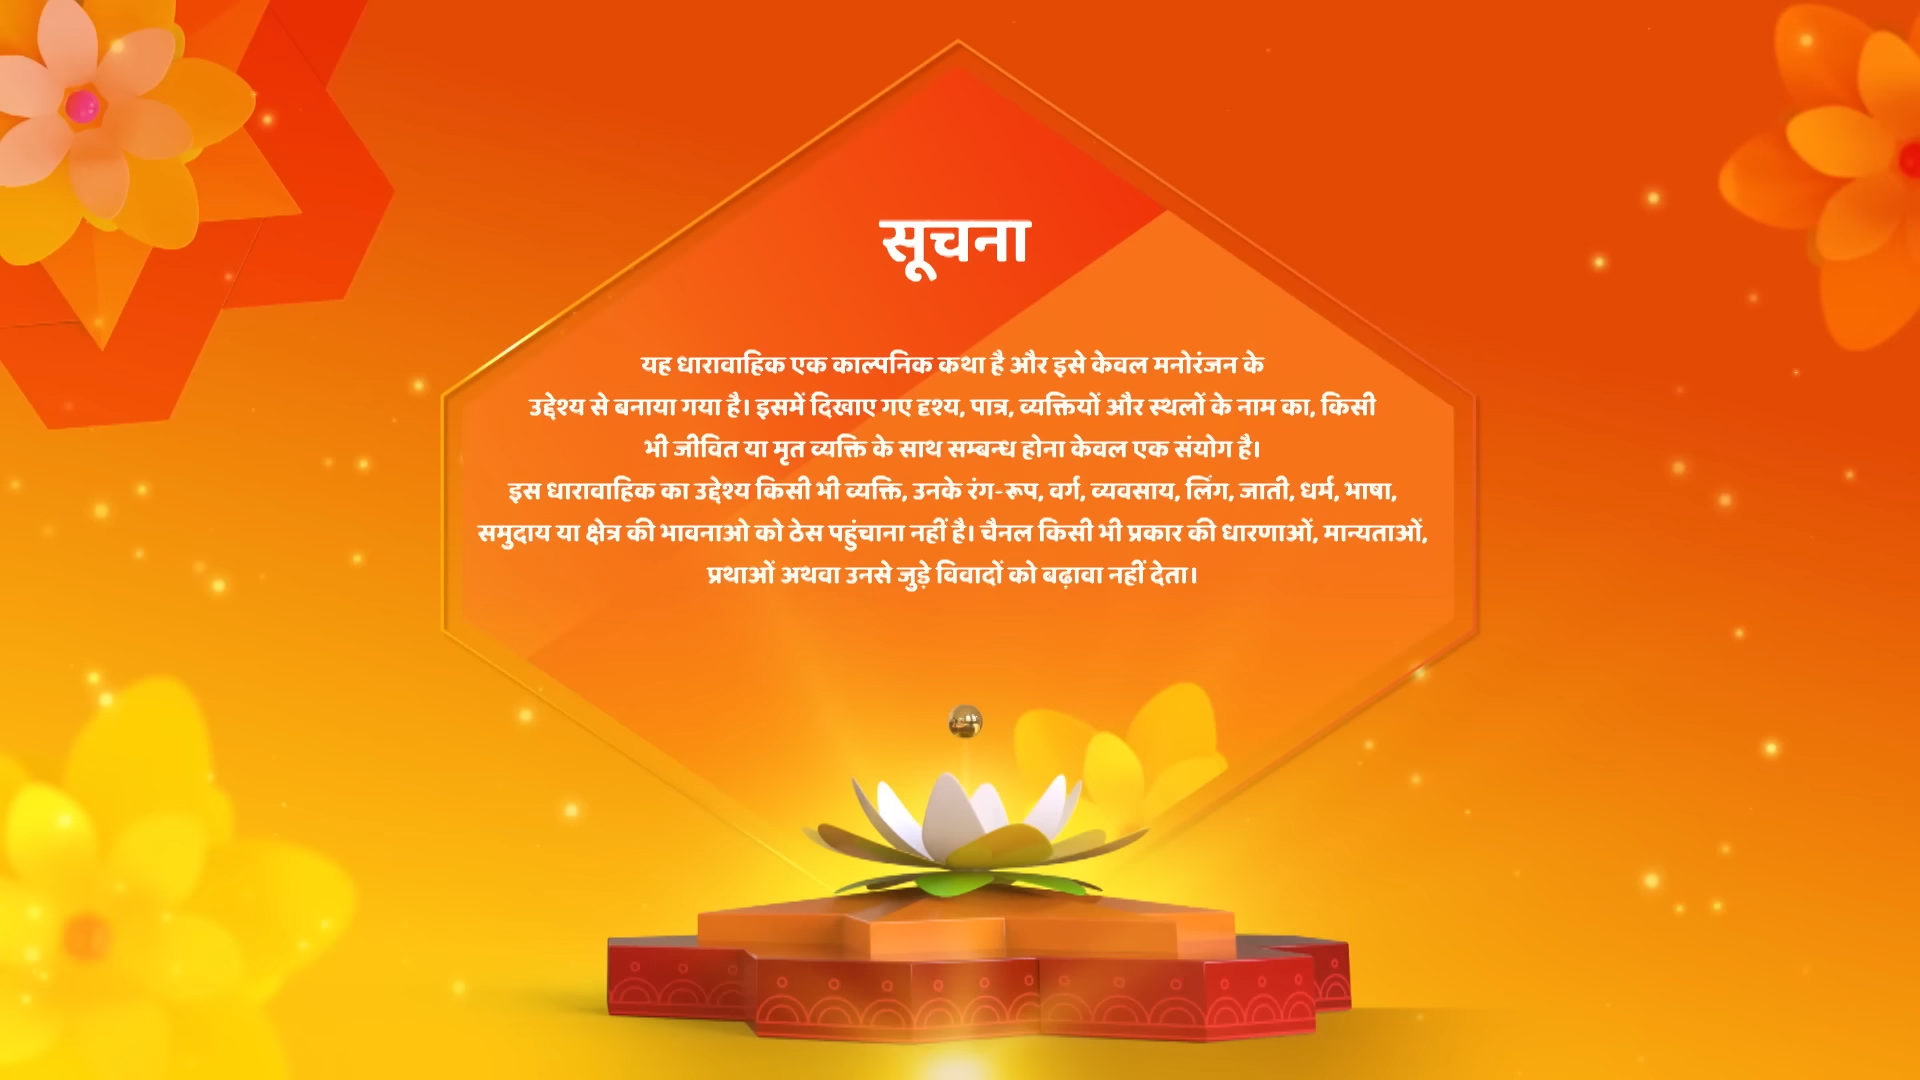 सूचना
यह धारावाहिक एक काल्पनिक कथा है और इसे केवल मनोरंजन के
उद्देश्य से बनाया गया है। इसमें दिखाए गए दृश्य, पात्र, व्यक्तियों और स्थलों के नाम का, किसी
भी जीवित या मृत व्यक्ति के साथ सम्बन्ध होना केवल एक संयोग है।
इस धारावाहिक का उद्देश्य किसी भी व्यक्ति, उनके रंग-रूप, वर्ग, व्यवसाय, लिंग, जाती, धर्म, भाषा,
समुदाय या क्षेत्र की भावनाओ को ठेस पहुंचाना नहीं है। चैनल किसी भी प्रकार की धारणाओं, मान्यताओं,
प्रथाओं अथवा उनसे जुड़े विवादों को बढ़ावा नहीं देता।